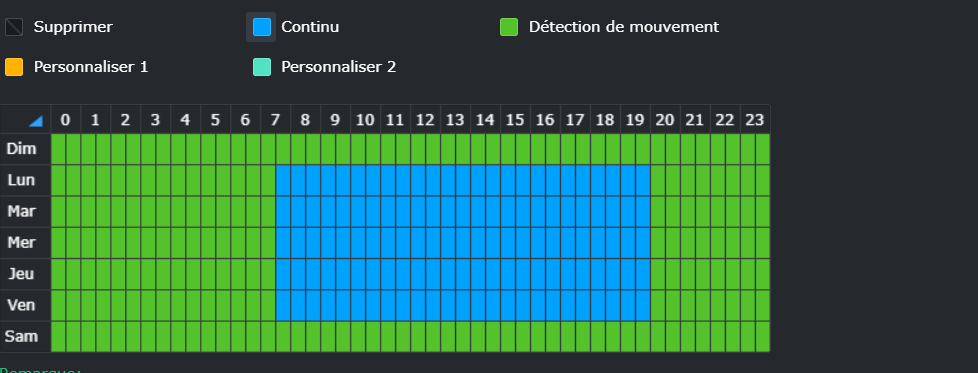 Supprimer Continu Détection de mouvement
Personnaliser 1 Personnaliser 2
0 1 2 3 4 5 6 7 8 9 10 11 12 13 14 15 16 17 18 19 20 21 22 23
Dim
Lun
Mar
Mer
Jeu
Ven
Sam
Remarque: